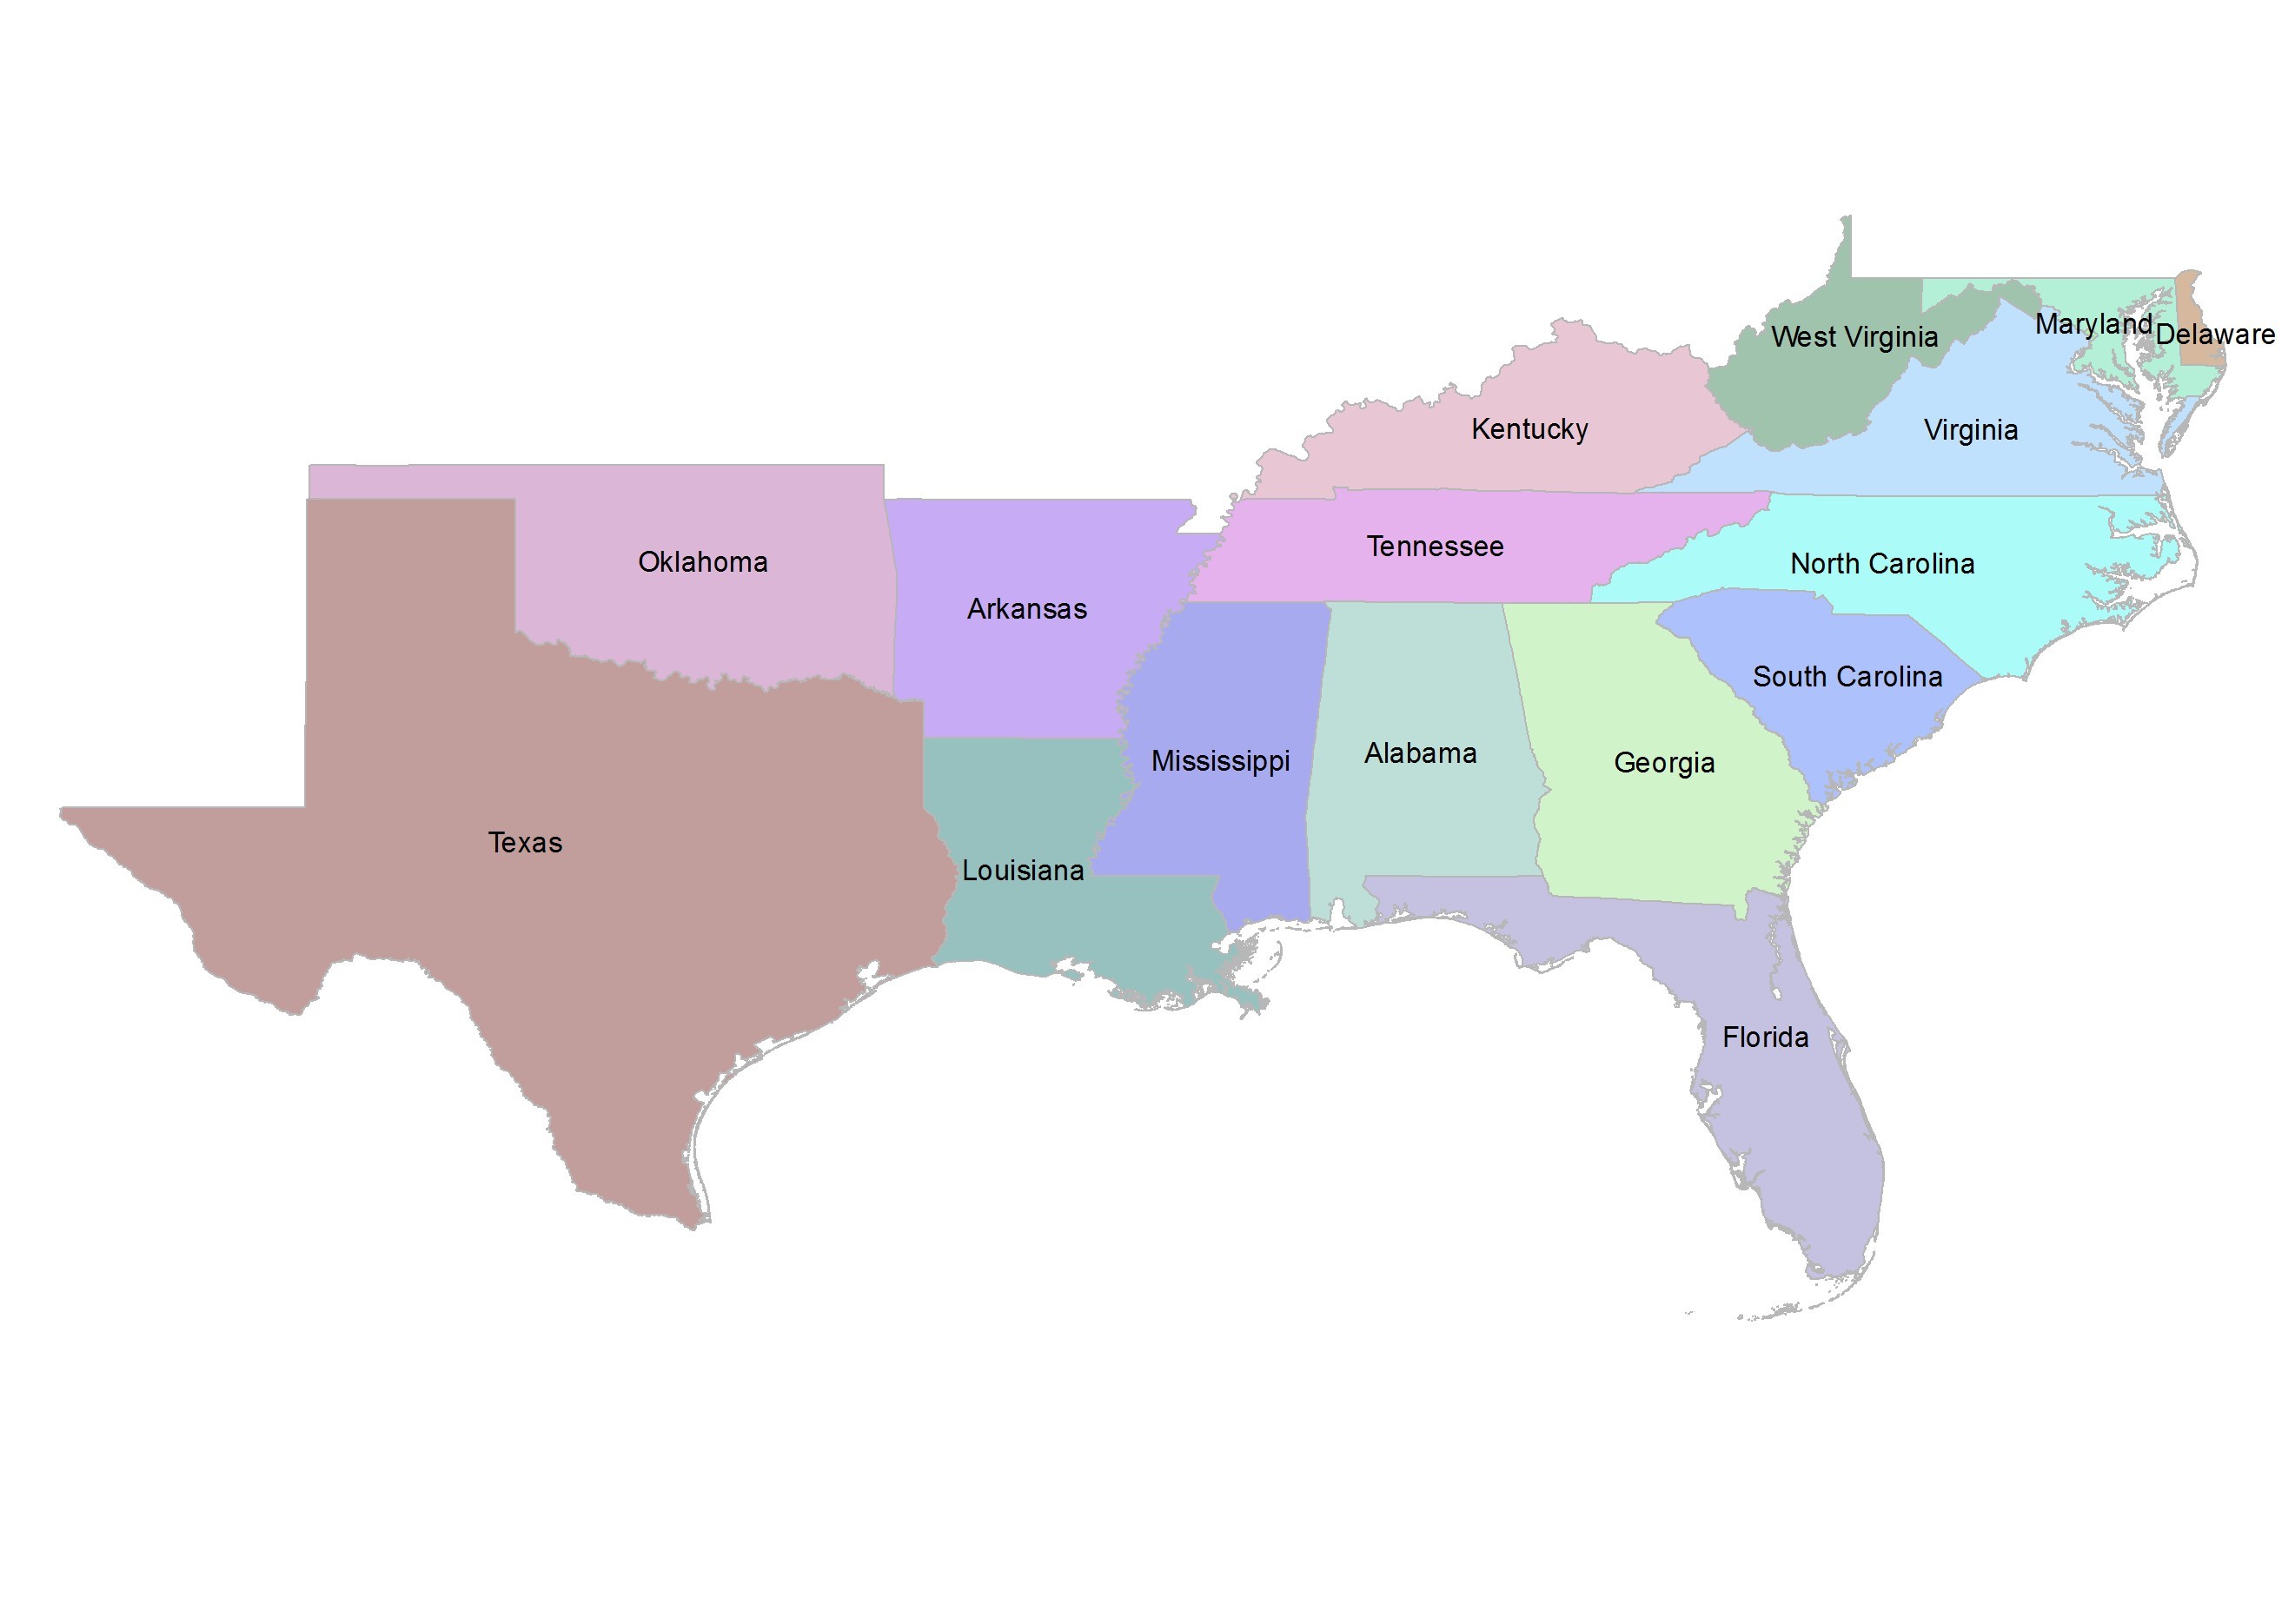 West Virginia
Maryland
Delaware
Kentucky
Virginia
Oklahoma
Tennessee
North Carolina
Arkansas
South Carolina
Mississippi
Alabama
Georgia
Texas
Louisiana
Florida